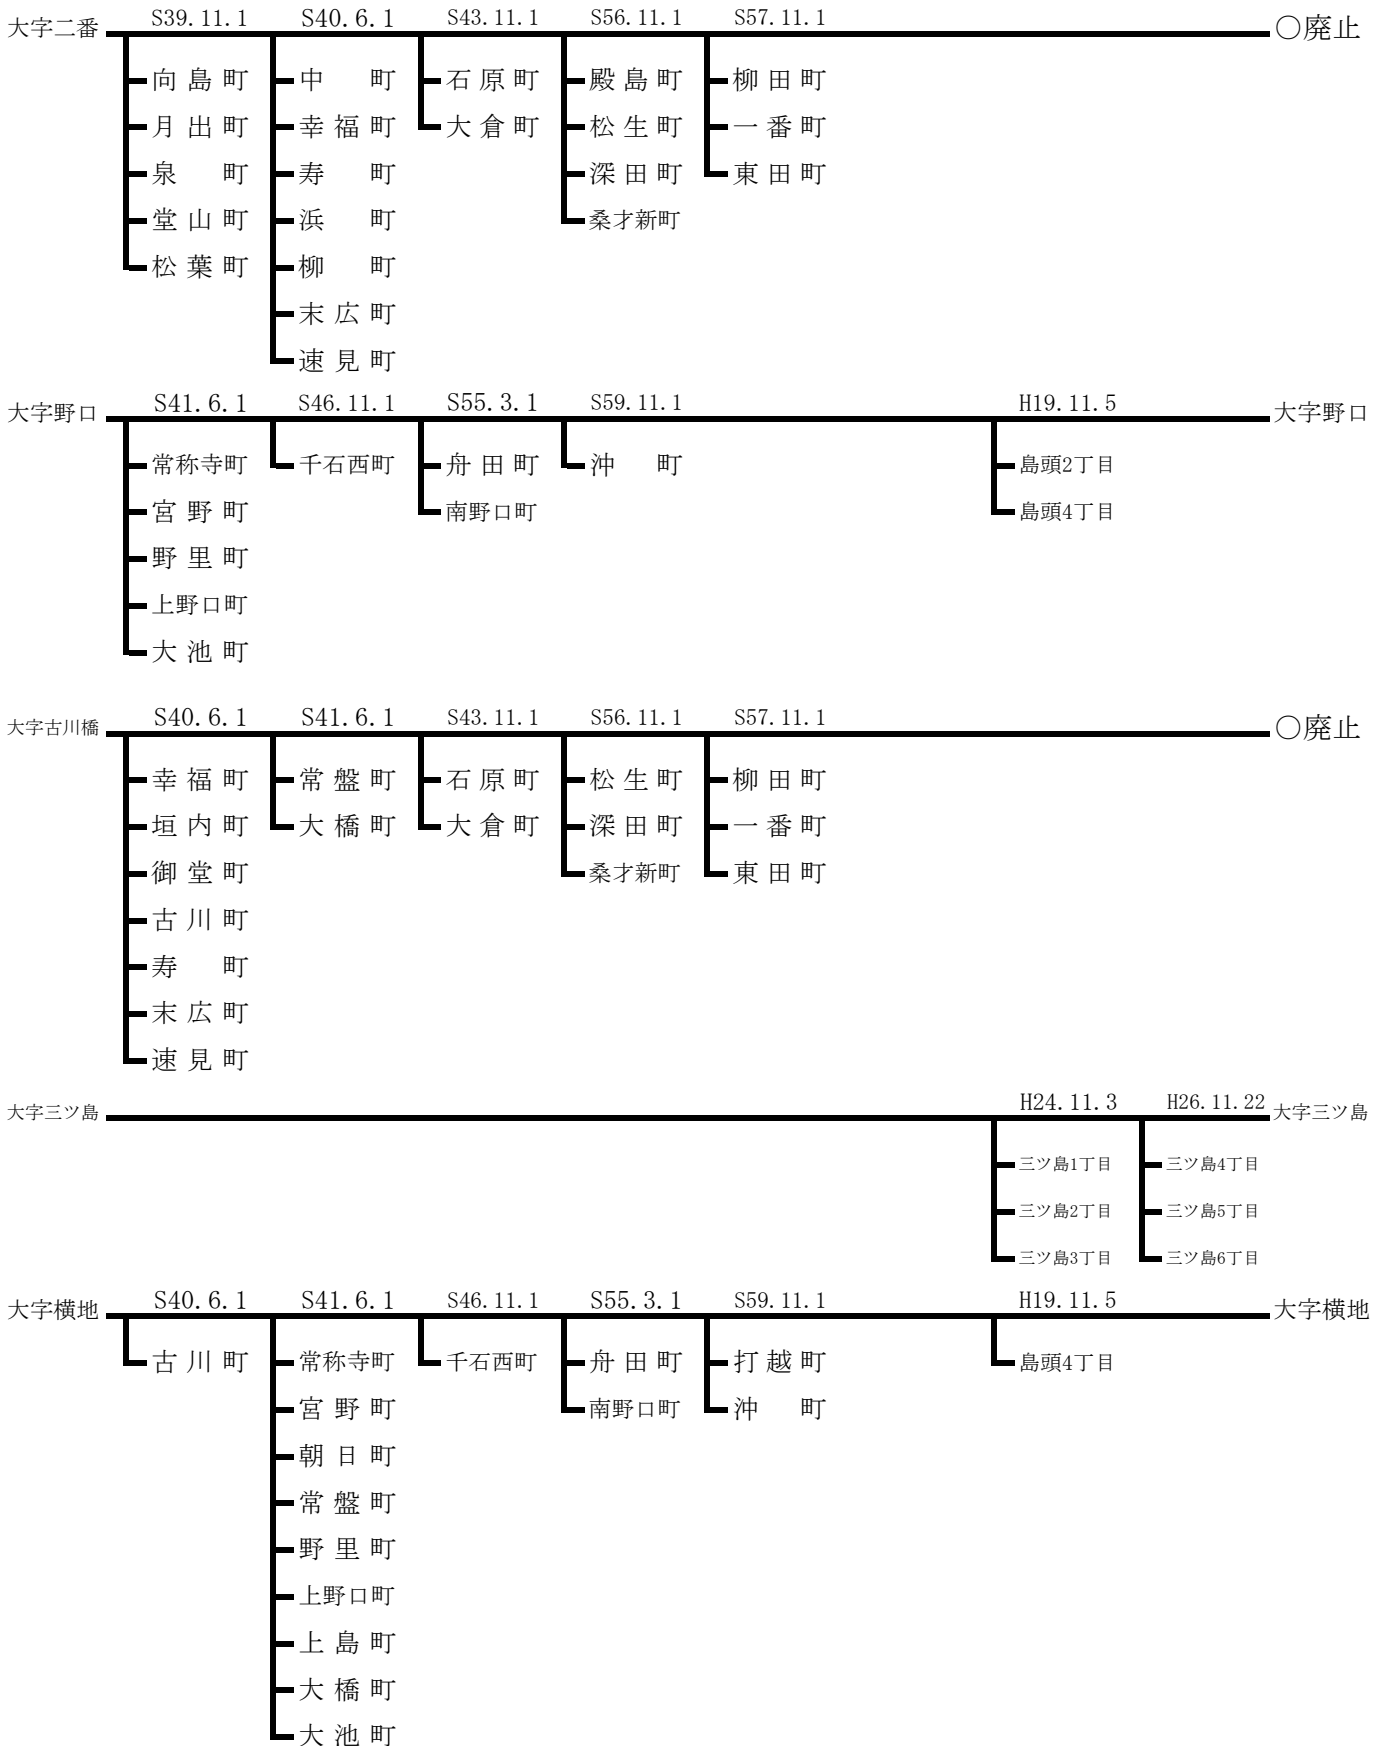 大字二番 S39.11.1 S40.6.1 S43.11.1 S56.11.1 S57.11.1 ○廃止
向島町 中　町 石原町 殿島町 柳田町
月出町 幸福町 大倉町 松生町 一番町
泉　町 寿　町 深田町 東田町
堂山町 浜　町 桑才新町
松葉町 柳　町
末広町
速見町
大字野口 S41.6.1 S46.11.1 S55.3.1 S59.11.1 H19.11.5 大字野口
常称寺町 千石西町 舟田町 沖　町 島頭2丁目
宮野町 南野口町 島頭4丁目
野里町
上野口町
大池町
大字古川橋 S40.6.1 S41.6.1 S43.11.1 S56.11.1 S57.11.1 ○廃止
幸福町 常盤町 石原町 松生町 柳田町
垣内町 大橋町 大倉町 深田町 一番町
御堂町 桑才新町 東田町
古川町
寿　町
末広町
速見町
大字三ツ島 H24.11.3 H26.11.22 大字三ツ島
三ツ島1丁目 三ツ島4丁目
三ツ島2丁目 三ツ島5丁目
三ツ島3丁目 三ツ島6丁目
大字横地 S40.6.1 S41.6.1 S46.11.1 S55.3.1 S59.11.1 H19.11.5 大字横地
古川町 常称寺町 千石西町 舟田町 打越町 島頭4丁目
宮野町 南野口町 沖　町
朝日町
常盤町
野里町
上野口町
上島町
大橋町
大池町